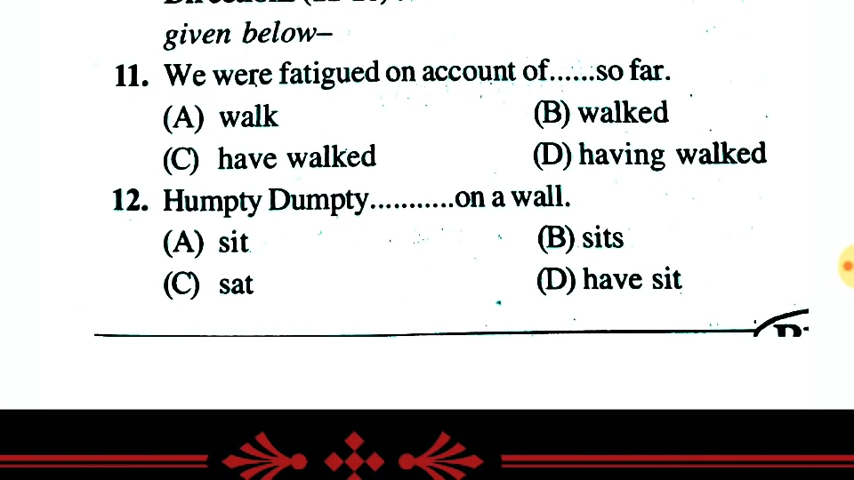 given below–
11. We were fatigued on account of......so far.
(A) walk (B) walked
(C) have walked (D) having walked
12. Humpty Dumpty...........on a wall.
(A) sit (B) sits
(C) sat (D) have sit